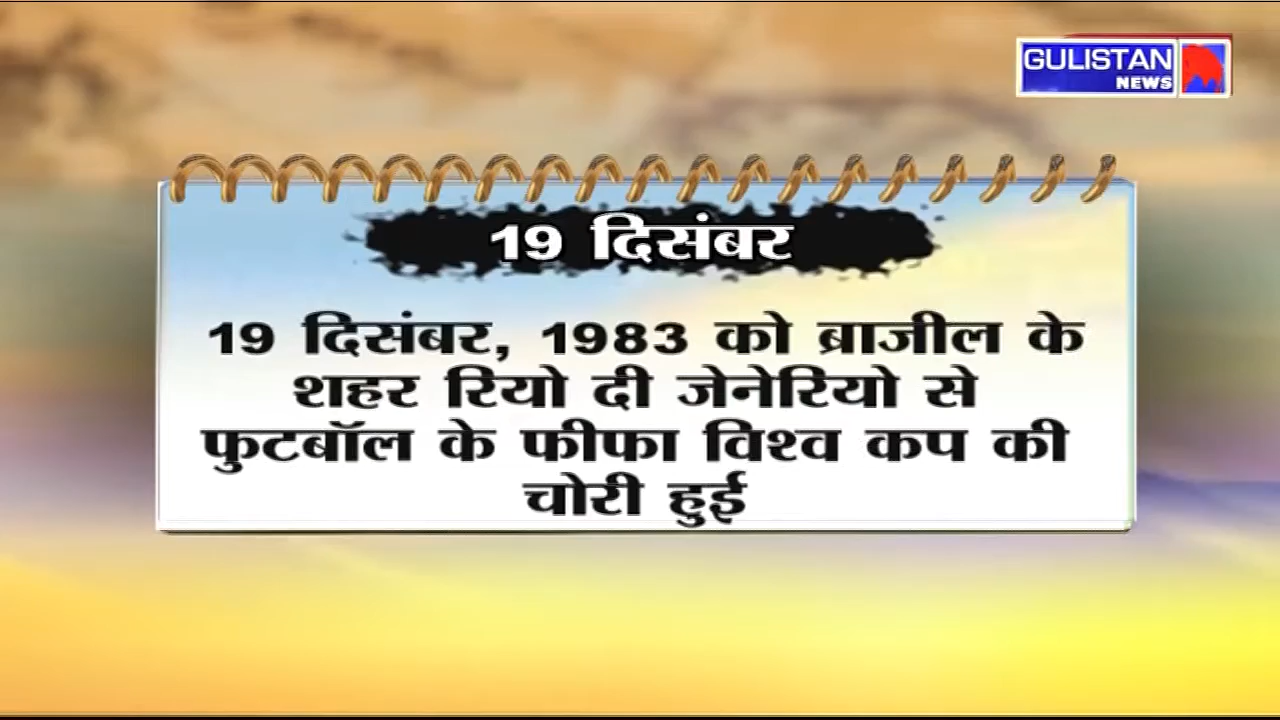 GULISTAN
NEWS
19 दिसंबर
19 दिसंबर, 1983 को ब्राजील के
शहर रियो दी जेनेरियो से
फुटबॉल के फीफा विश्व कप की
चोरी हुई